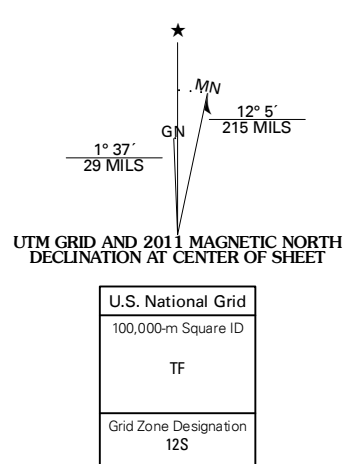 ★
MN
GN
12° 5´
215 MILS
1° 37´
29 MILS
UTM GRID AND 2011 MAGNETIC NORTH
DECLINATION AT CENTER OF SHEET
U.S. National Grid
100,000-m Square ID
TF
Grid Zone Designation
12S